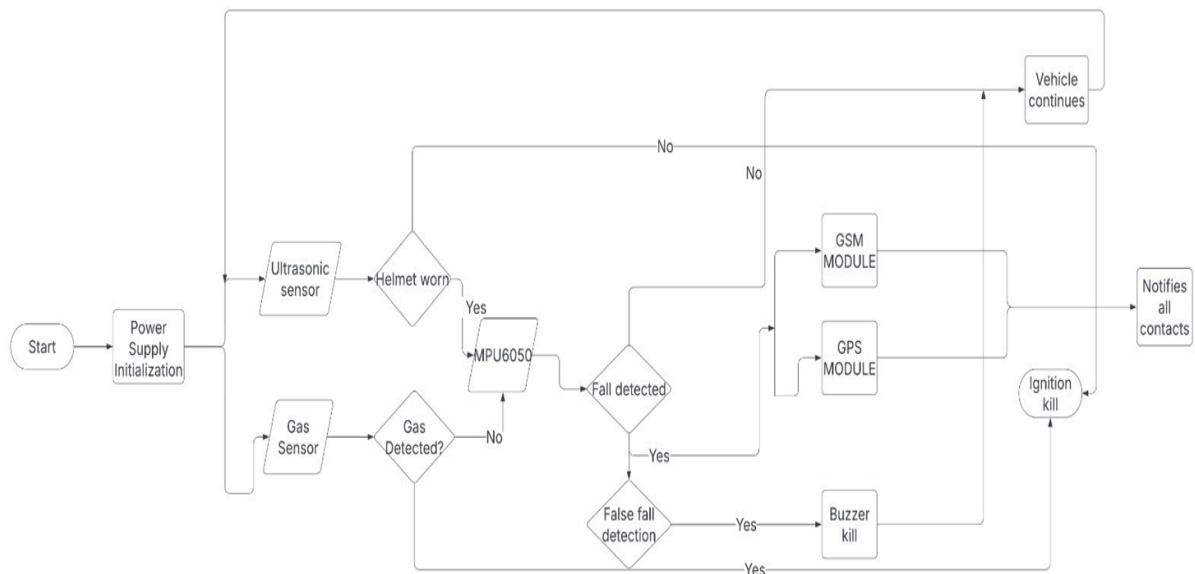 Vehicle
continues
No
No
GSM
MODULE
Ultrasonic
sensor
Helmet worn
Notifies
all
contacts
Yes
Start
Power
Supply
Initialization
MPU6050
GPS
MODULE
Fall detected
Ignition
kill
Gas
Sensor
Gas
Detected?
No
Yes
False fall
detection
Yes
Buzzer
kill
Yes